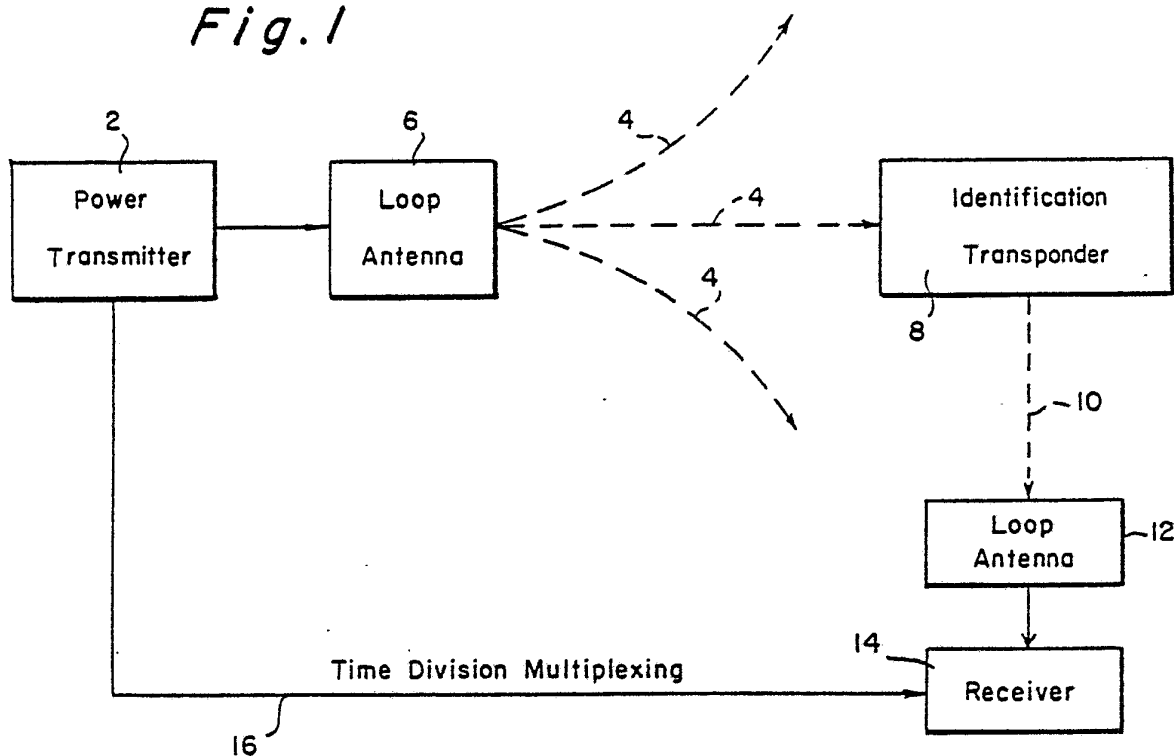 Fig. 1
2
6
4
Power
Transmitter
Loop
Antenna
4
Identification
Transponder
4
8
10
Loop
Antenna
12
14
Time Division Multiplexing
Receiver
16